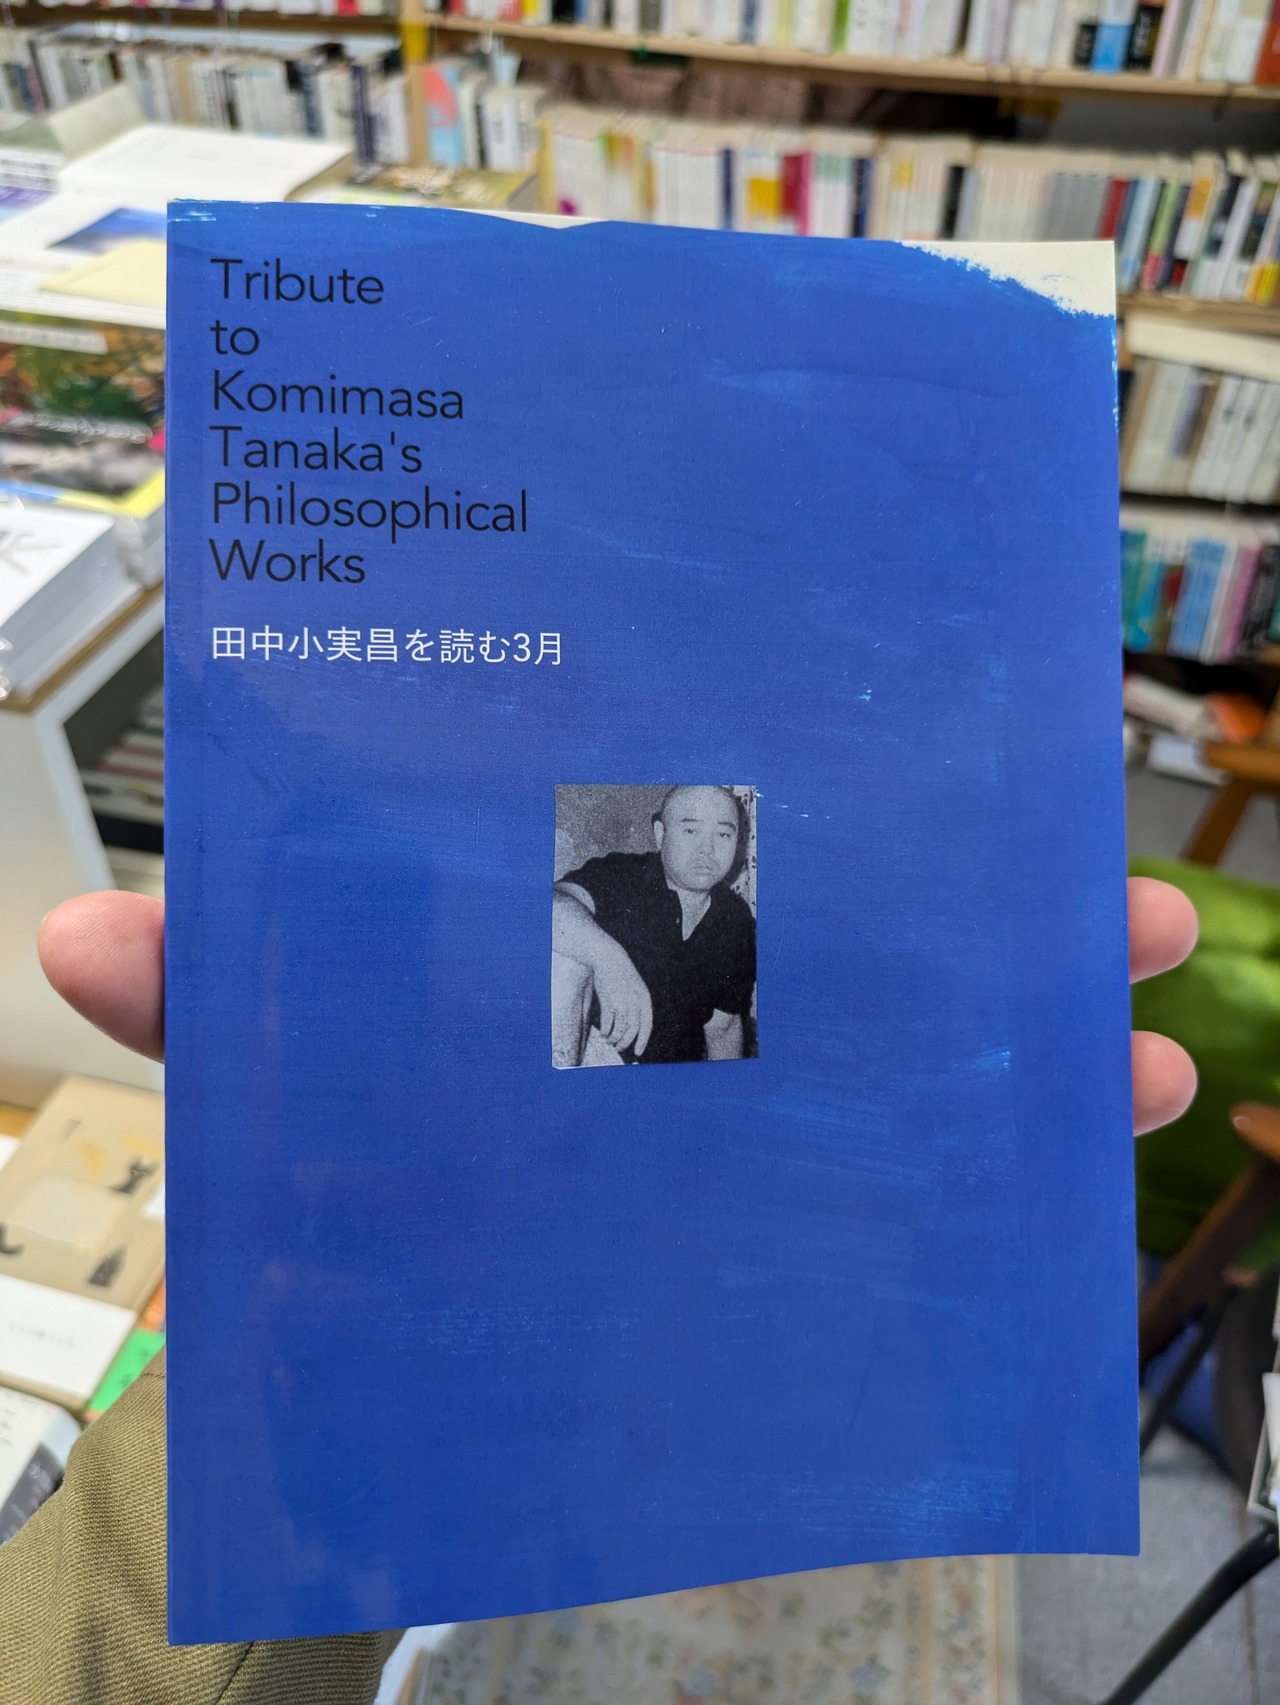 Tribute
to
Komimasa
Tanaka's
Philosophical
Works
田中小実昌を読む3月